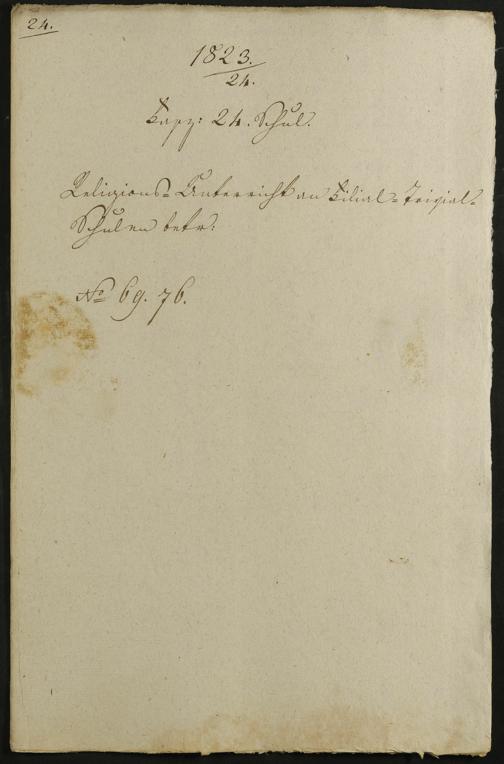 24.
1823.
24.
Fasz: 24. Schul.
Religions-Unterricht an Filial-Trivial-
Schulen betr:
No 69. 76.